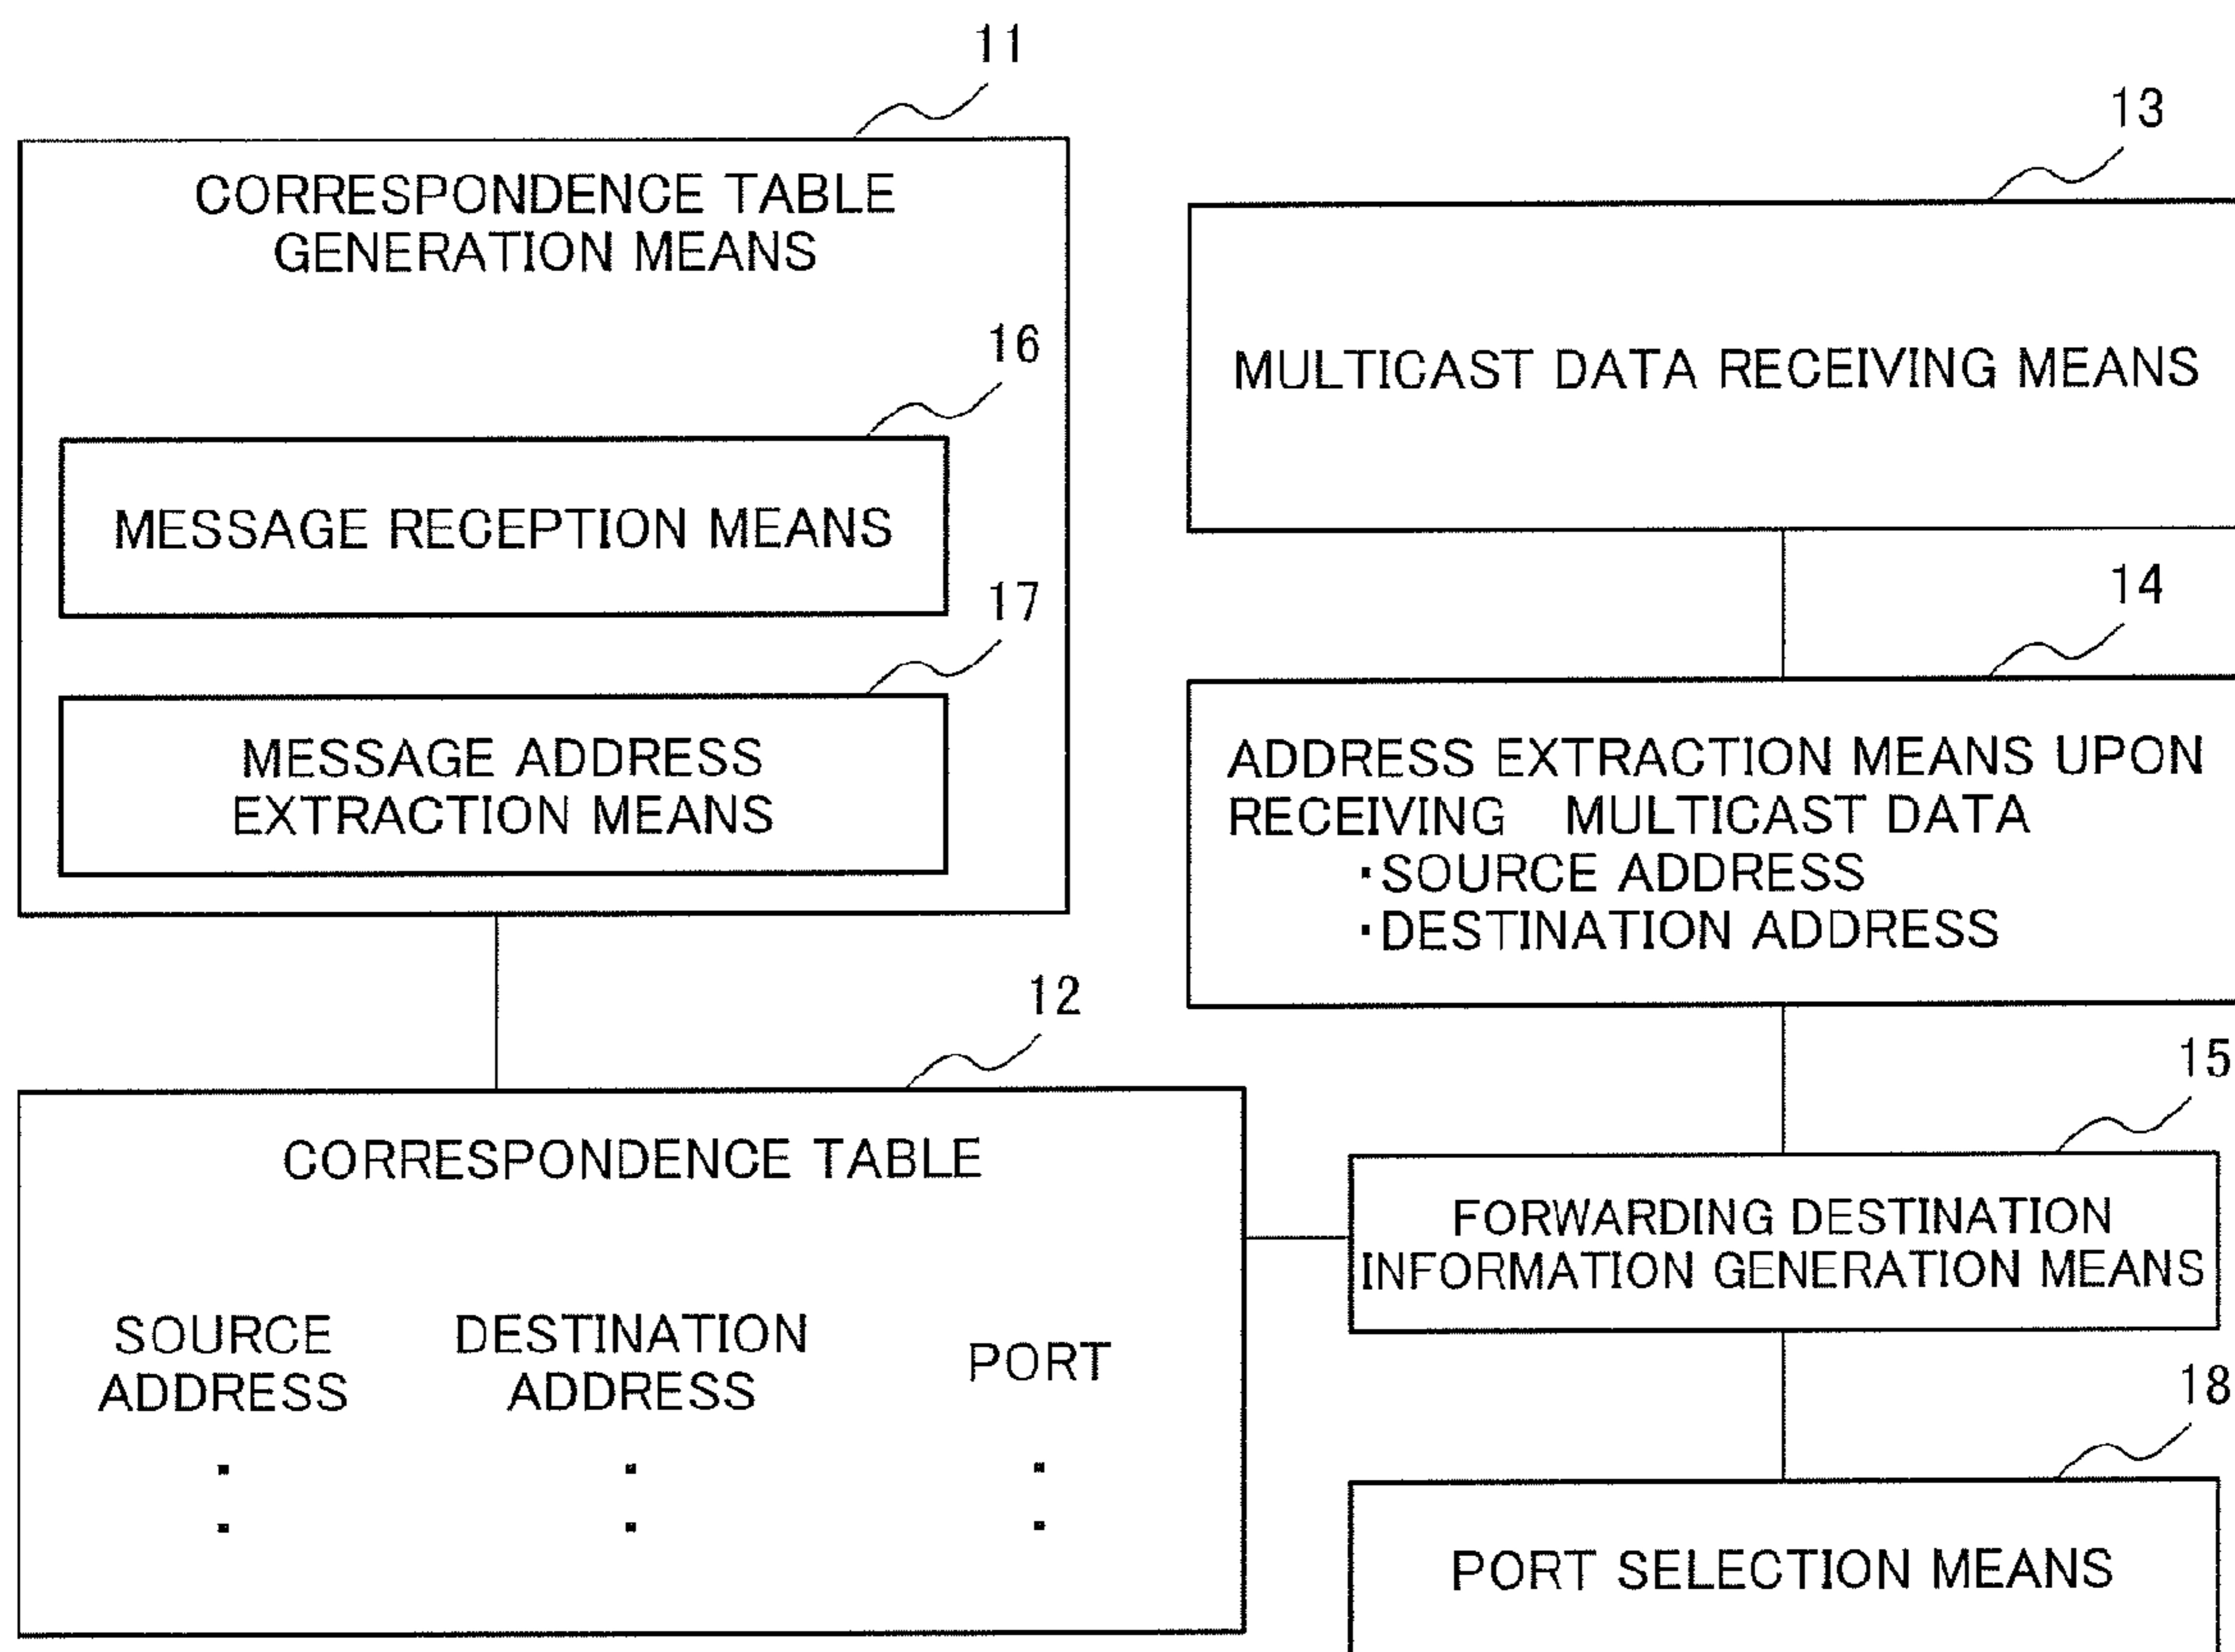 11
CORRESPONDENCE TABLE
GENERATION MEANS
16
MESSAGE RECEPTION MEANS
17
MESSAGE ADDRESS
EXTRACTION MEANS
12
CORRESPONDENCE TABLE
SOURCE
ADDRESS
DESTINATION
ADDRESS
PORT
13
MULTICAST DATA RECEIVING MEANS
14
ADDRESS EXTRACTION MEANS UPON
RECEIVING MULTICAST DATA
・SOURCE ADDRESS
・DESTINATION ADDRESS
15
FORWARDING DESTINATION
INFORMATION GENERATION MEANS
18
PORT SELECTION MEANS